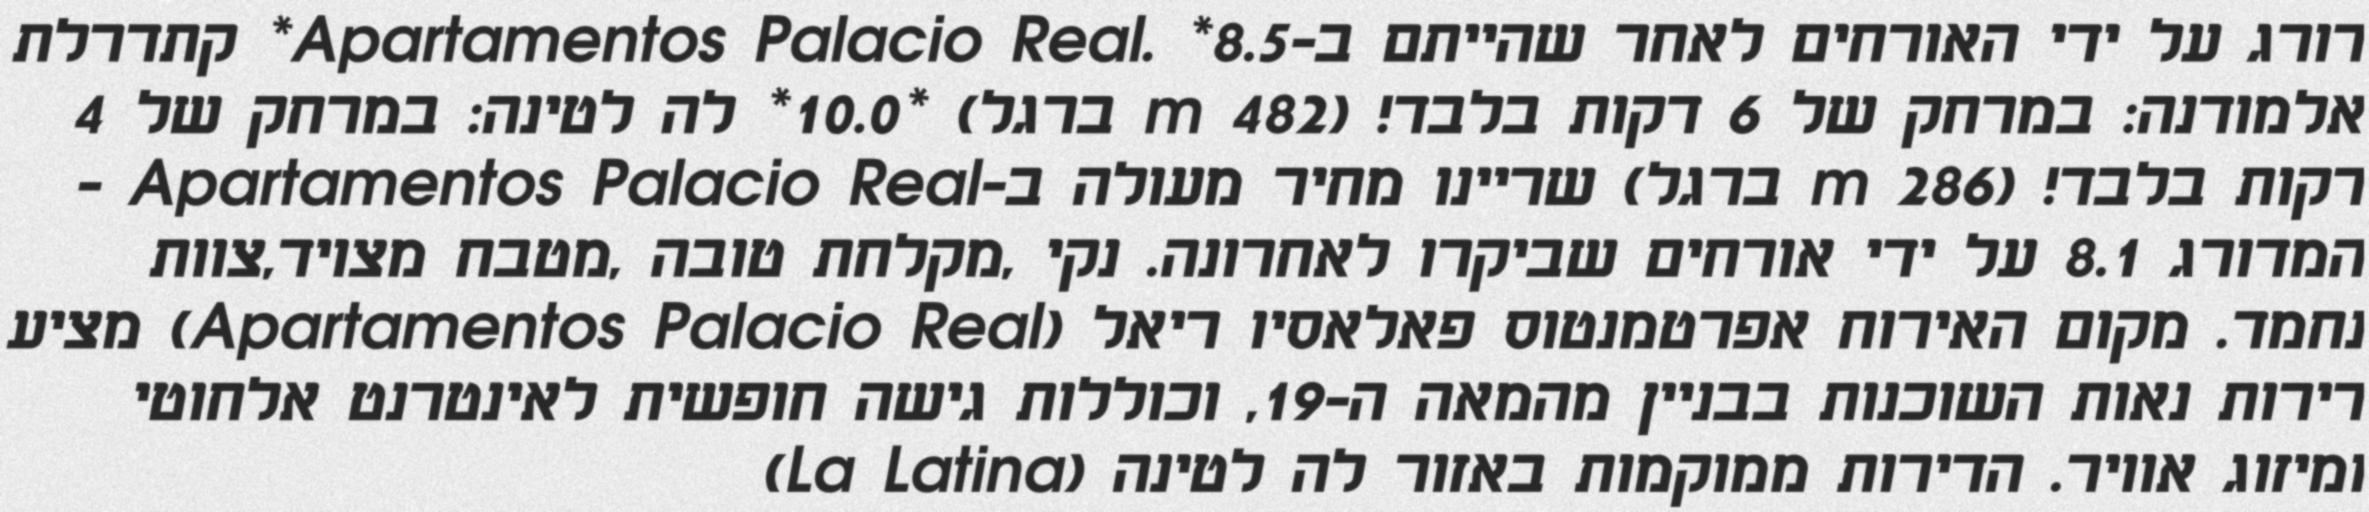 רורג על ידי האורחים לאחר שהייתם ב-8.5* .Apartamentos Palacio Real* קתדרלת
אלמודנה: במרחק של 6 דקות בלבד! (482 m ברגל) *10.0* לה לטינה: במרחק של 4
רקות בלבד! (286 m ברגל) שריינו מחיר מעולה ב-Apartamentos Palacio Real -
המדורג 8.1 על ידי אורחים שביקרו לאחרונה. נקי ,מקלחת טובה ,מטבח מצויד,צוות
נחמד. מקום האירוח אפרטמנטוס פאלאסיו ריאל (Apartamentos Palacio Real) מציע
רירות נאות השוכנות בבניין מהמאה ה-19, וכוללות גישה חופשית לאינטרנט אלחוטי
ומיזוג אוויר. הדירות ממוקמות באזור לה לטינה (La Latina)